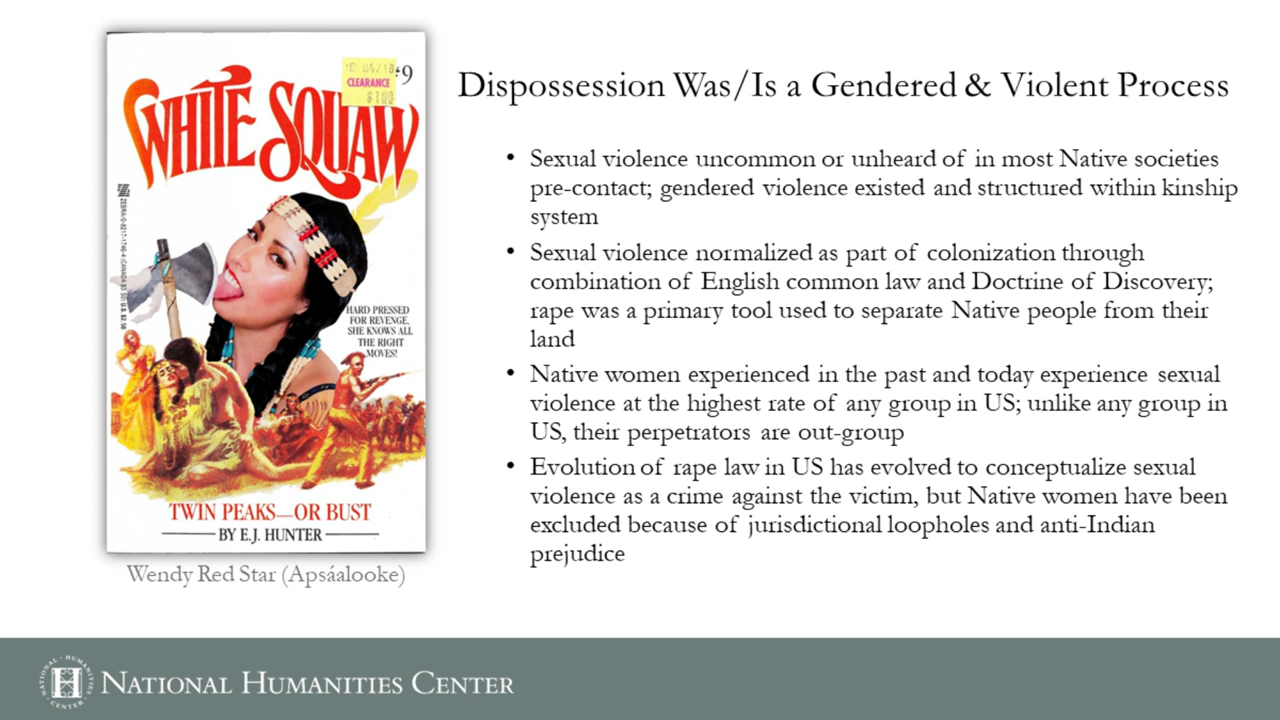 WHITE SQUAW
CLEARANCE
HARD PRESSED
FOR REVENGE,
SHE KNOWS ALL
THE RIGHT
MOVES!
TWIN PEAKS—OR BUST
BY E.J. HUNTER
Wendy Red Star (Apsáalooke)
Dispossession Was/Is a Gendered & Violent Process
• Sexual violence uncommon or unheard of in most Native societies
pre-contact; gendered violence existed and structured within kinship
system
• Sexual violence normalized as part of colonization through
combination of English common law and Doctrine of Discovery;
rape was a primary tool used to separate Native people from their
land
• Native women experienced in the past and today experience sexual
violence at the highest rate of any group in US; unlike any group in
US, their perpetrators are out-group
• Evolution of rape law in US has evolved to conceptualize sexual
violence as a crime against the victim, but Native women have been
excluded because of jurisdictional loopholes and anti-Indian
prejudice
NATIONAL HUMANITIES CENTER